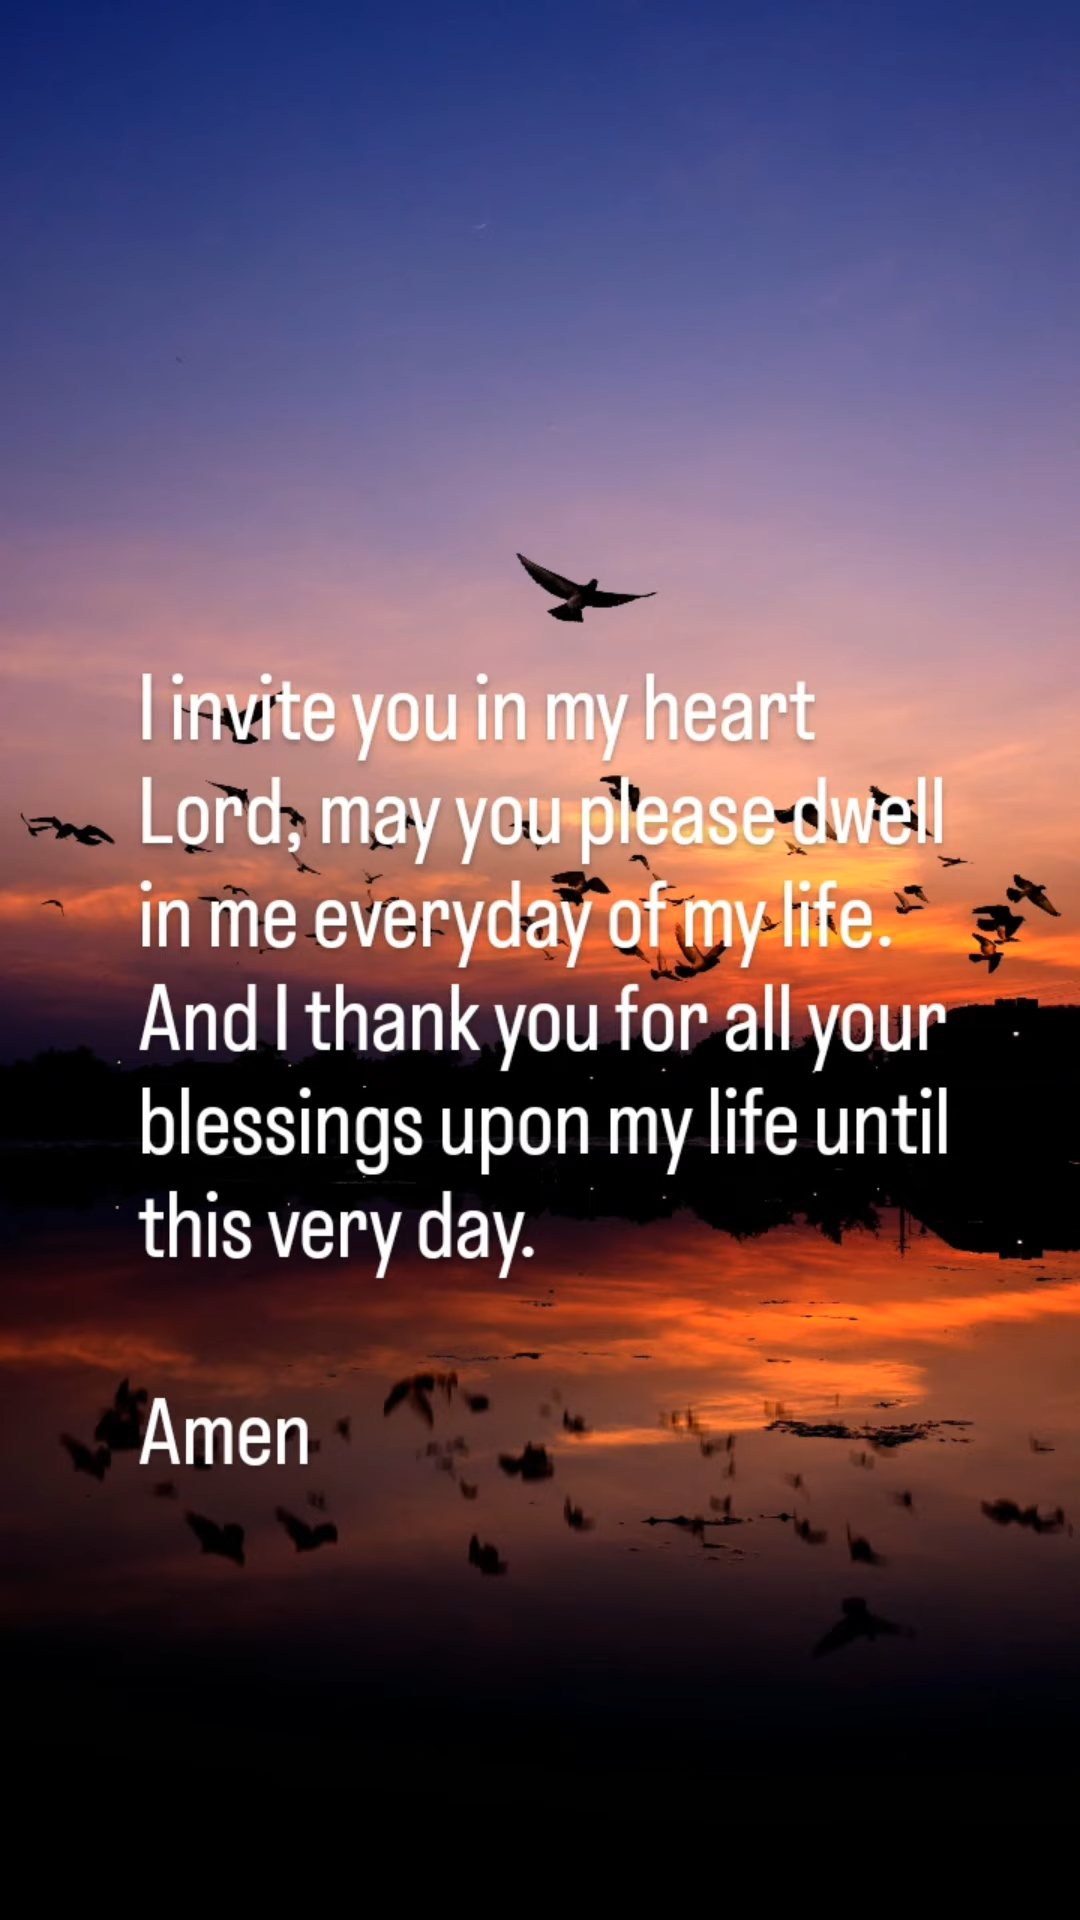 I invite you in my heart
Lord, may you please dwell
in me everyday of my life.
And I thank you for all your
blessings upon my life until
this very day.
Amen